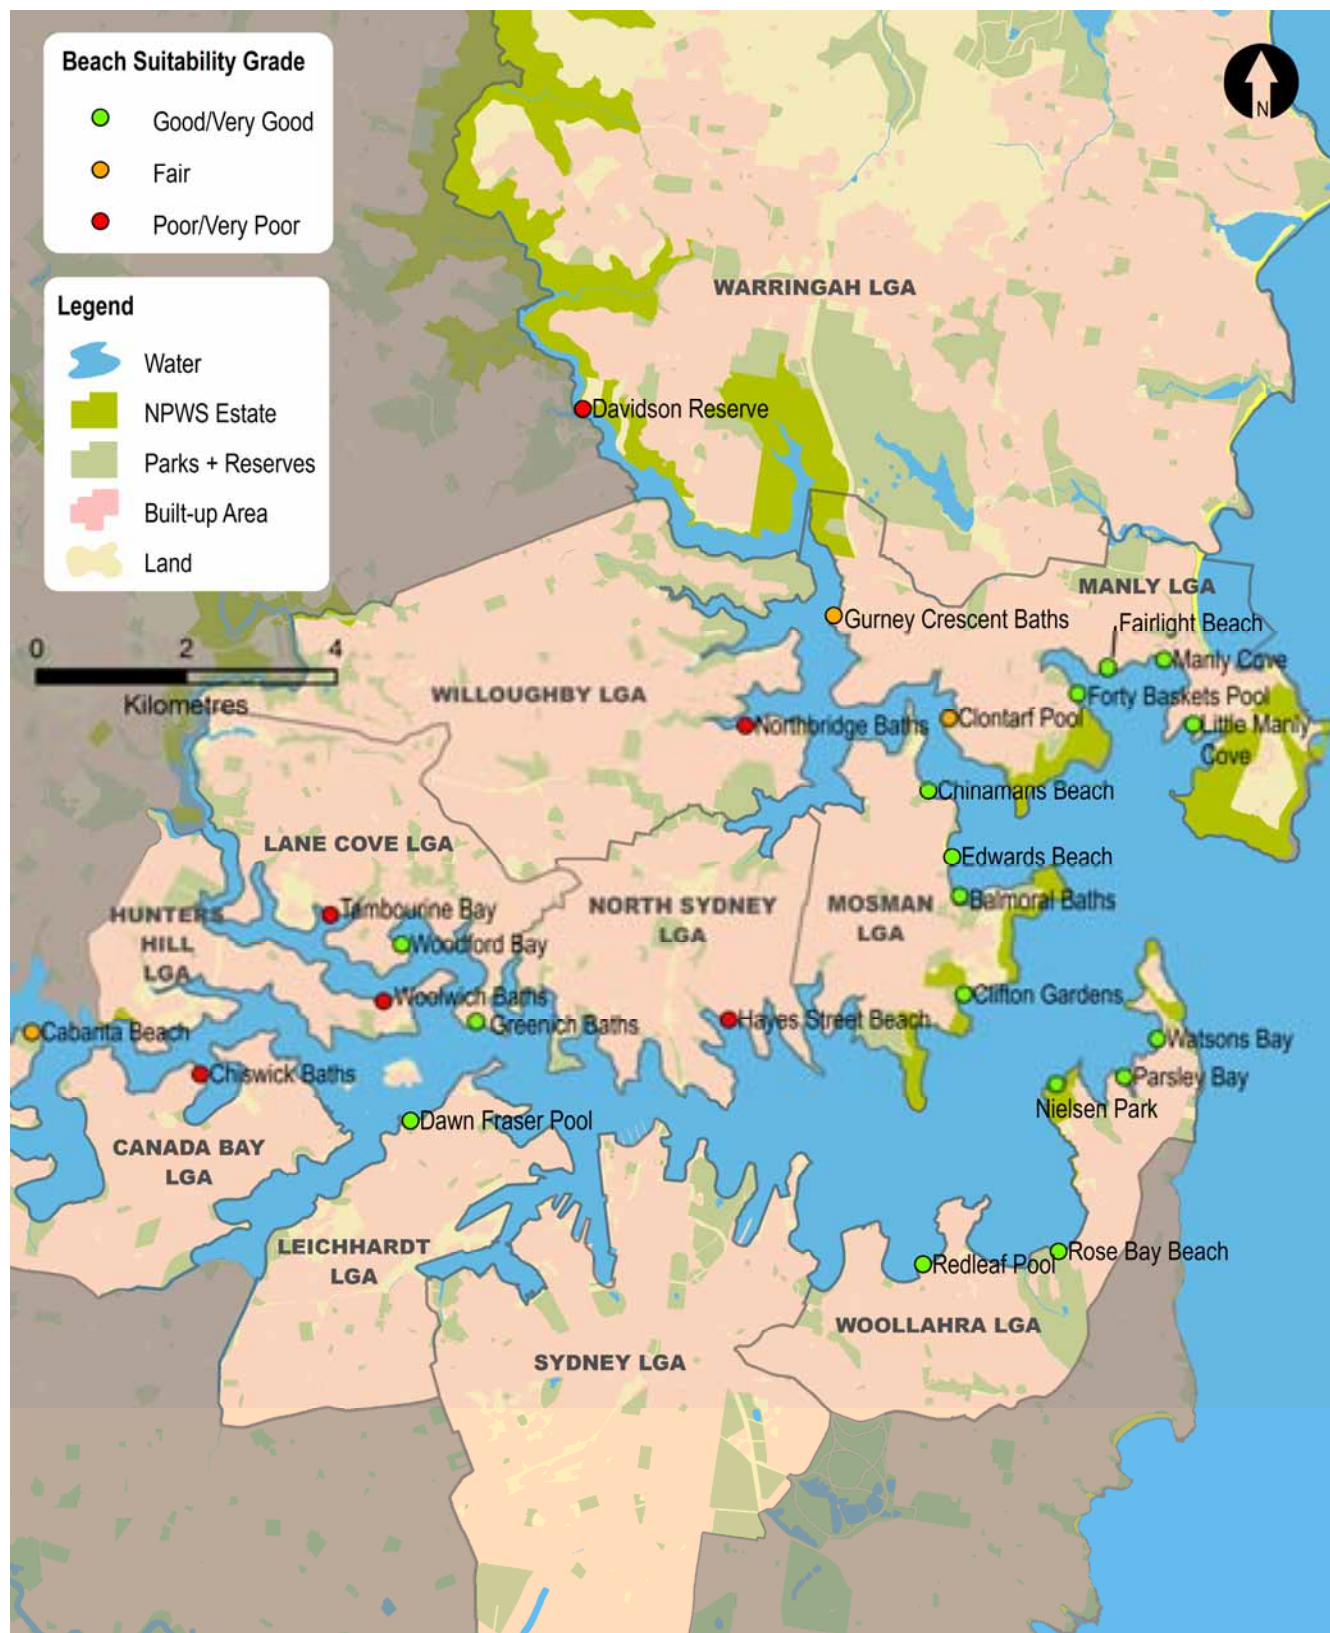 Beach Suitability Grade
Good/Very Good
Fair
Poor/Very Poor
N
Legend
Water
NPWS Estate
Parks + Reserves
Built-up Area
Land
0 2 4
Kilometres
WARRINGAH LGA
Davidson Reserve
MANLY LGA
Gurney Crescent Baths
Fairlight Beach
Manly Cove
WILLOUGHBY LGA
Forty Baskets Pool
Northbridge Baths
Clontarf Pool
Little Manly
Cove
Chinamans Beach
LANE COVE LGA
Edwards Beach
Balmoral Baths
Tambourine Bay
HUNTERS
HILL
LGA
NORTH SYDNEY
LGA
MOSMAN
LGA
Woodford Bay
Woolwich Baths
Clifton Gardens
Greenich Baths
Hayes Street Beach
Cabarita Beach
Watsons Bay
Chiswick Baths
Parsley Bay
Nielsen Park
Dawn Fraser Pool
CANADA BAY
LGA
LEICHHARDT
LGA
Redleaf Pool
Rose Bay Beach
WOOLLAHRA LGA
SYDNEY LGA